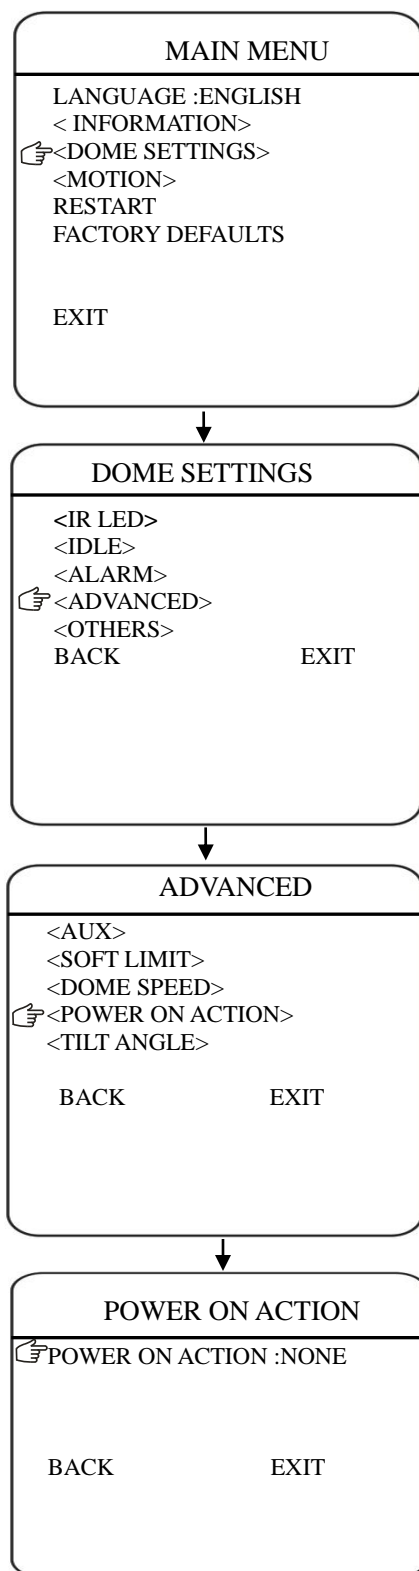 MAIN MENU
LANGUAGE :ENGLISH
< INFORMATION>
<DOME SETTINGS>
<MOTION>
RESTART
FACTORY DEFAULTS
EXIT
DOME SETTINGS
<IR LED>
<IDLE>
<ALARM>
<ADVANCED>
<OTHERS>
BACK EXIT
ADVANCED
<AUX>
<SOFT LIMIT>
<DOME SPEED>
<POWER ON ACTION>
<TILT ANGLE>
BACK EXIT
POWER ON ACTION
POWER ON ACTION :NONE
BACK EXIT